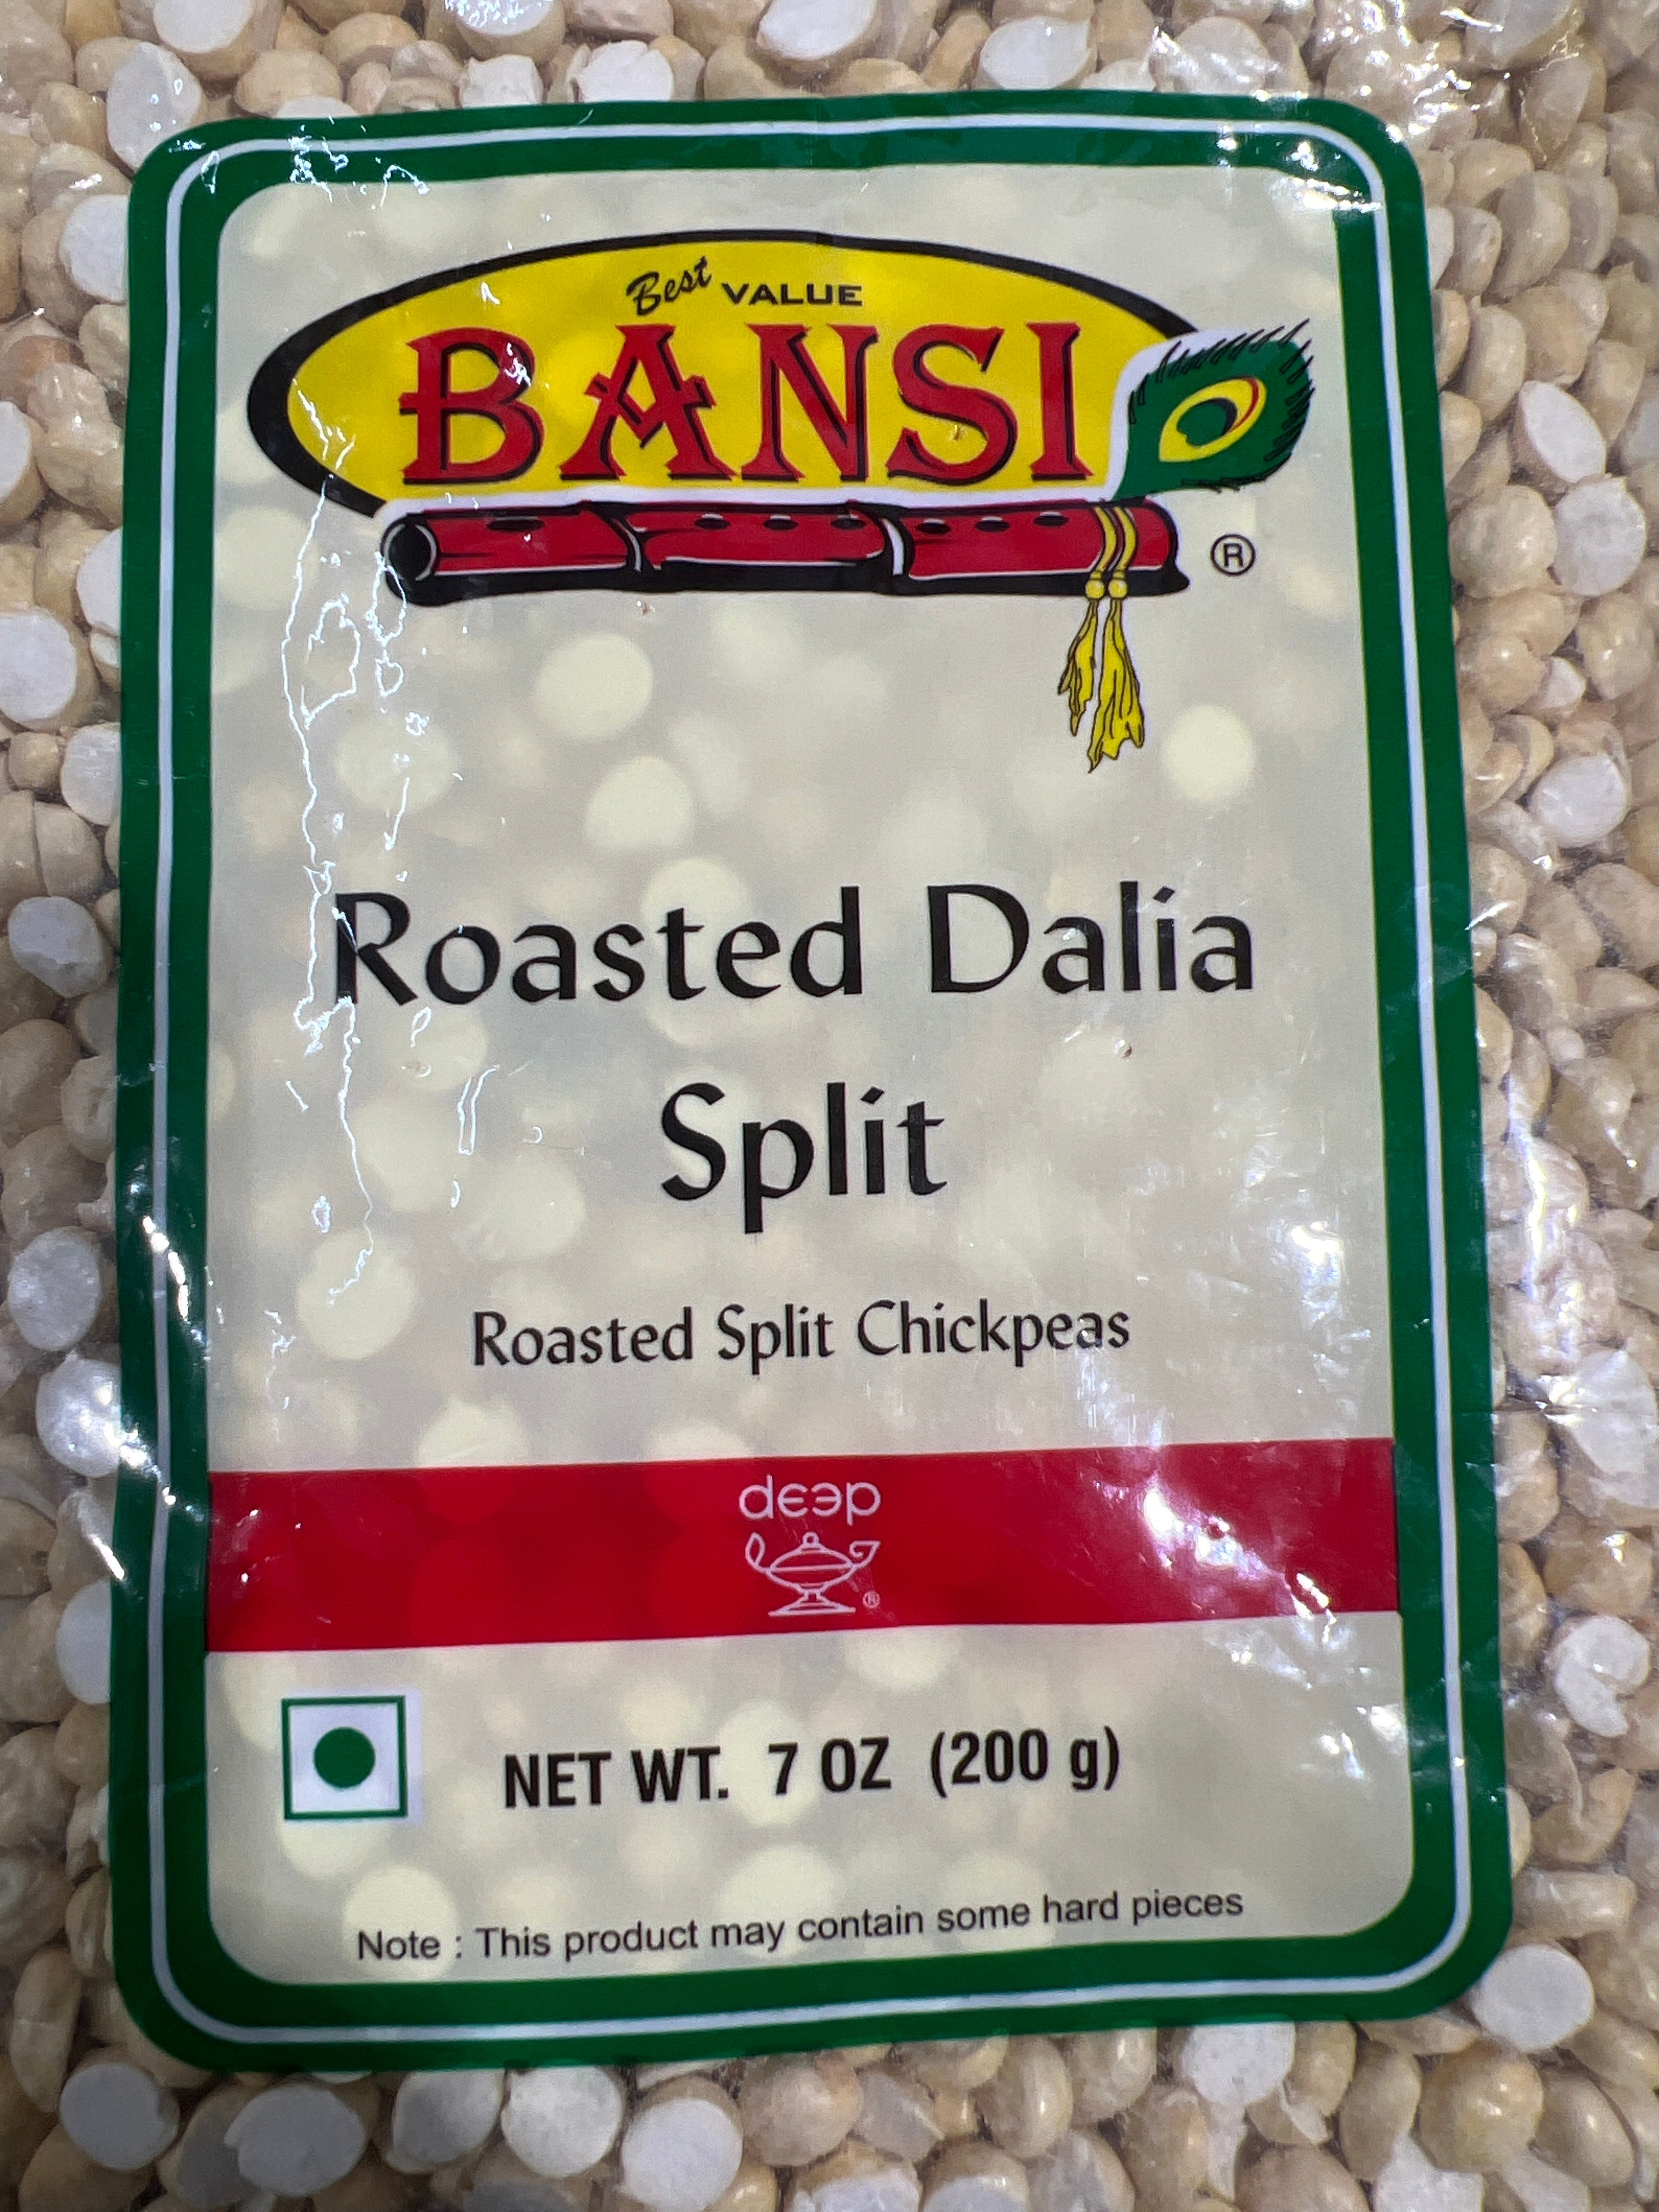 Best VALUE
BANSI
®
Roasted Dalia
Split
Roasted Split Chickpeas
deep
®
NET WT. 7 OZ (200 g)
Note : This product may contain some hard pieces